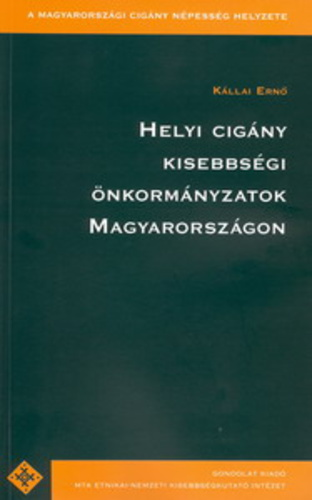 A MAGYARORSZÁGI CIGÁNY NÉPESSÉG HELYZETE
KÁLLAI ERNŐ
HELYI CIGÁNY
KISEBBSÉGI
ÖNKORMÁNYZATOK
MAGYARORSZÁGON
GONDOLAT KIADÓ
MTA ETNIKAI-NEMZETI KISEBBSÉGKUTATÓ INTÉZET